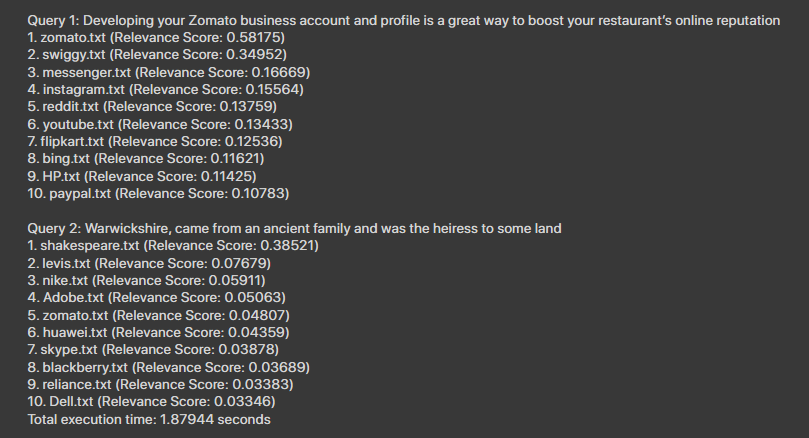 Query 1: Developing your Zomato business account and profile is a great way to boost your restaurant’s online reputation
1. zomato.txt (Relevance Score: 0.58175)
2. swiggy.txt (Relevance Score: 0.34952)
3. messenger.txt (Relevance Score: 0.16669)
4. instagram.txt (Relevance Score: 0.15564)
5. reddit.txt (Relevance Score: 0.13759)
6. youtube.txt (Relevance Score: 0.13433)
7. flipkart.txt (Relevance Score: 0.12536)
8. bing.txt (Relevance Score: 0.11621)
9. HP.txt (Relevance Score: 0.11425)
10. paypal.txt (Relevance Score: 0.10783)
Query 2: Warwickshire, came from an ancient family and was the heiress to some land
1. shakespeare.txt (Relevance Score: 0.38521)
2. levis.txt (Relevance Score: 0.07679)
3. nike.txt (Relevance Score: 0.05911)
4. Adobe.txt (Relevance Score: 0.05063)
5. zomato.txt (Relevance Score: 0.04807)
6. huawei.txt (Relevance Score: 0.04359)
7. skype.txt (Relevance Score: 0.03878)
8. blackberry.txt (Relevance Score: 0.03689)
9. reliance.txt (Relevance Score: 0.03383)
10. Dell.txt (Relevance Score: 0.03346)
Total execution time: 1.87944 seconds